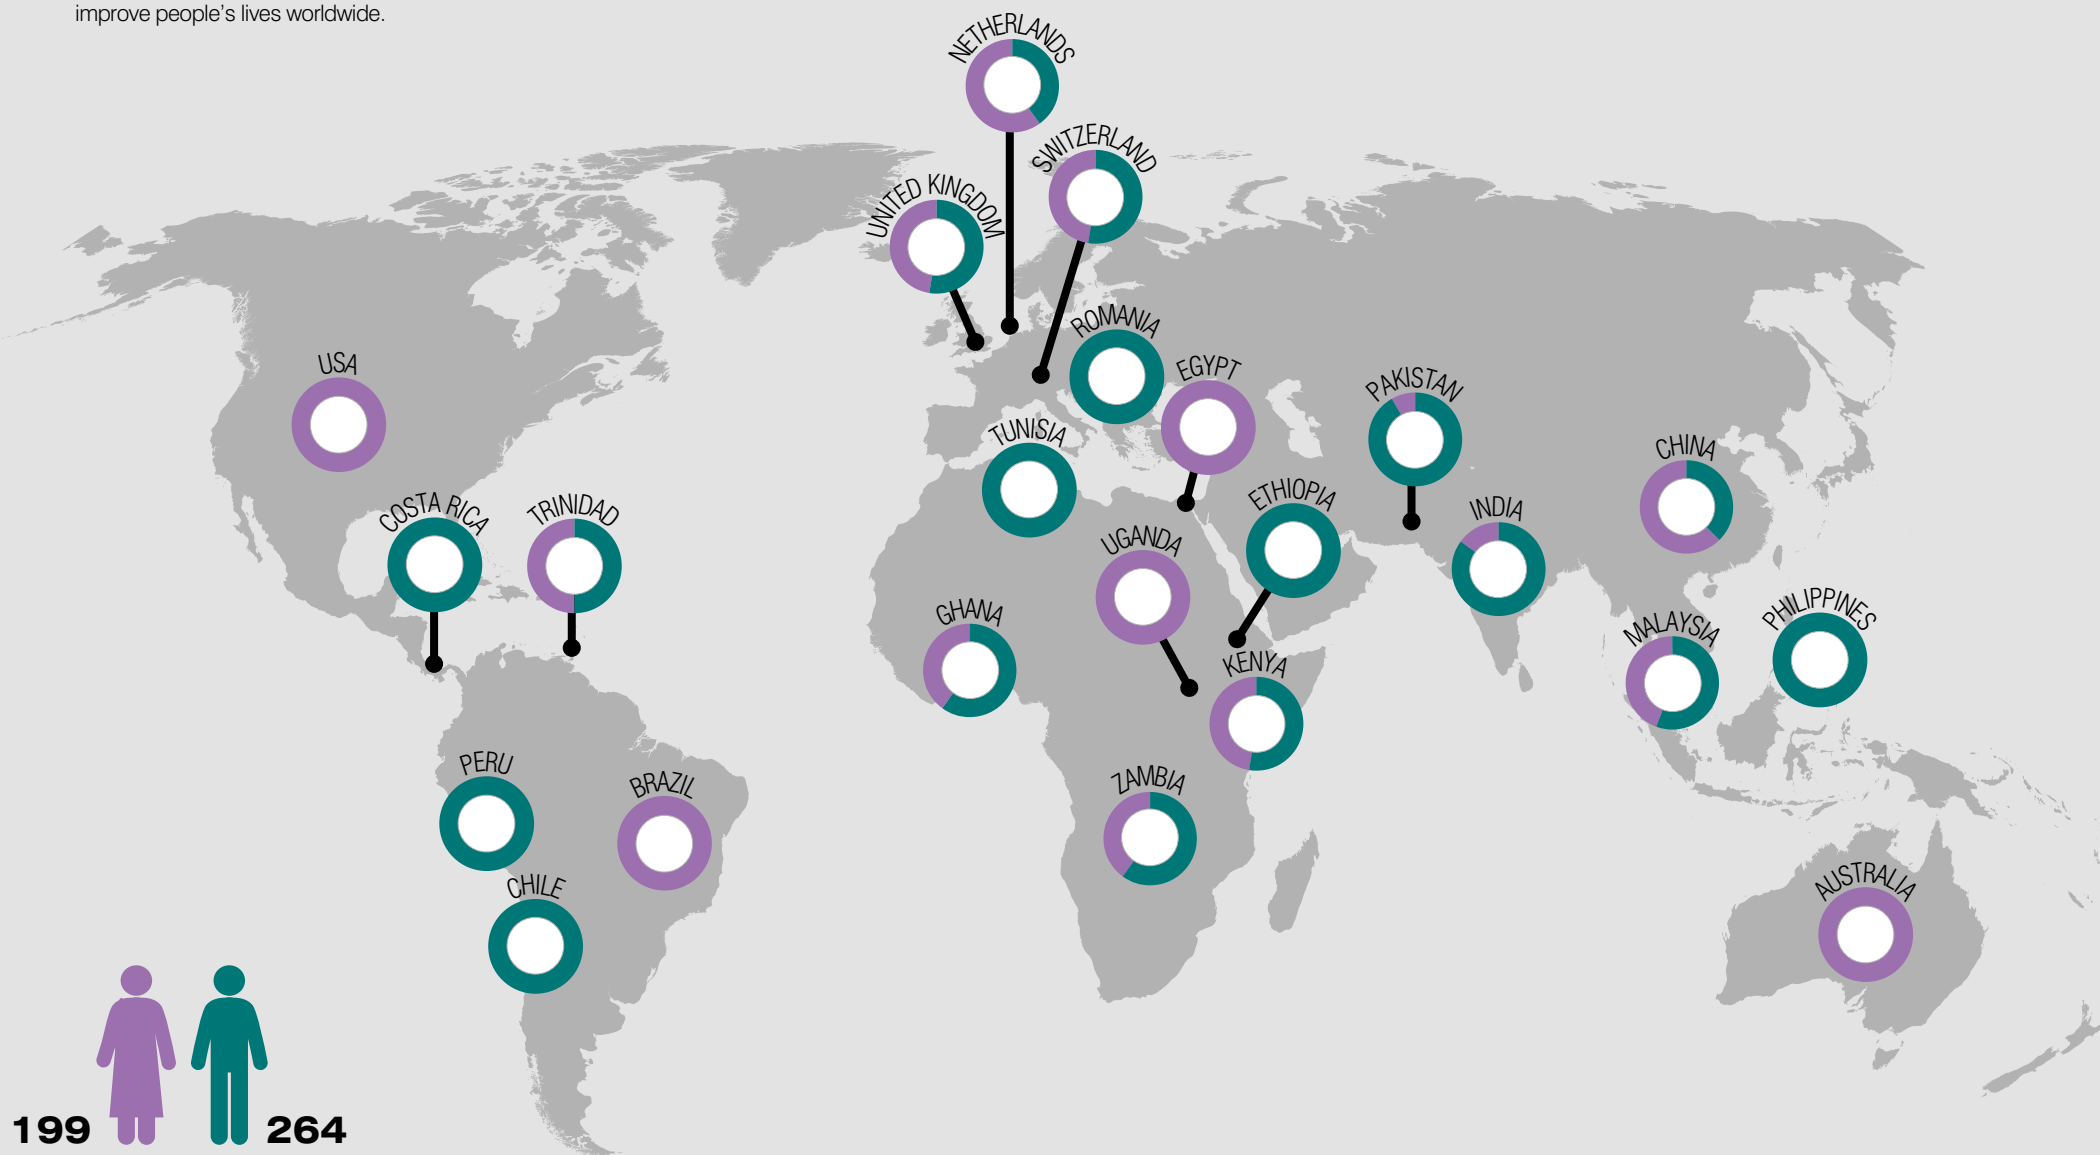 improve people's lives worldwide.
NETHERLANDS
SWITZERLAND
UNITED KINGDOM
ROMANIA
USA
EGYPT
PAKISTAN
TUNISIA
CHINA
COSTA RICA
TRINIDAD
ETHIOPIA
INDIA
UGANDA
GHANA
PHILIPPINES
MALAYSIA
KENYA
PERU
BRAZIL
ZAMBIA
CHILE
AUSTRALIA
199
264